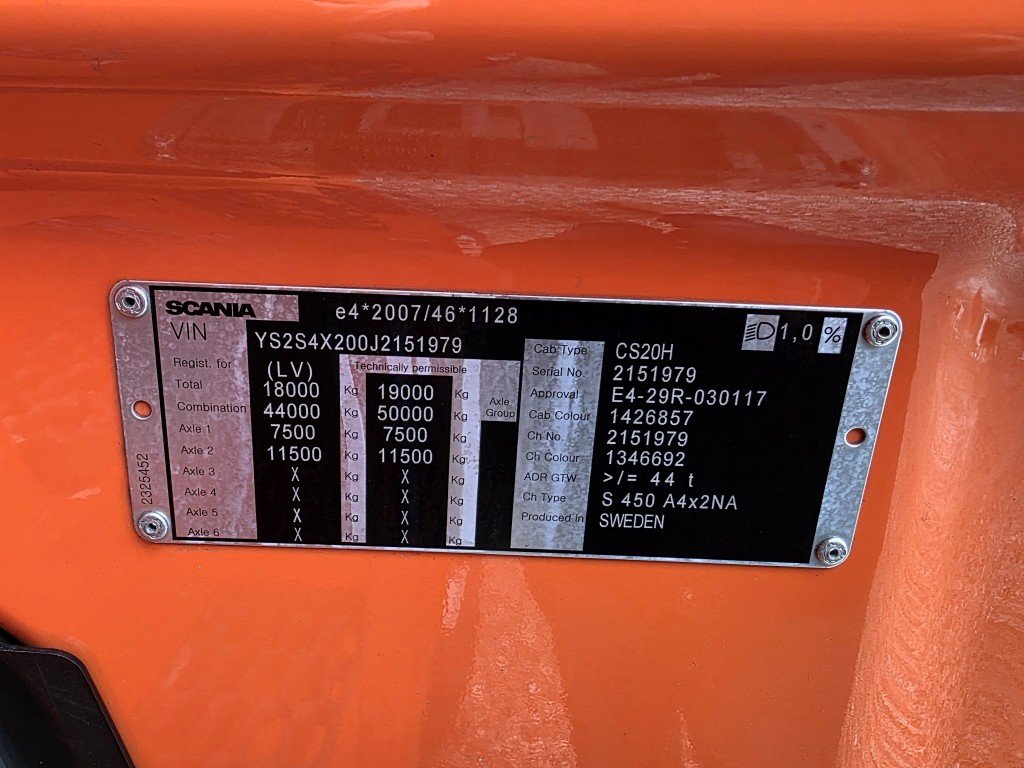 SCANIA e4*2007/46*1128 1,0 %
VIN YS2S4X200J2151979
Regist. for (LV) Technically permissible
Total 18000 Kg 19000 Kg
Combination 44000 Kg 50000 Kg
Axle 1 7500 Kg 7500 Kg
Axle 2 11500 Kg 11500 Kg
Axle 3 X Kg X Kg
Axle 4 X Kg X Kg
Axle 5 X Kg X Kg
Axle 6 X Kg X Kg
Axle
Group
Cab Type CS20H
Serial No. 2151979
Approval E4-29R-030117
Cab Colour 1426857
Ch No. 2151979
Ch Colour 1346692
ADR GTW >/= 44 t
Ch Type S 450 A4x2NA
Produced in SWEDEN
2325452